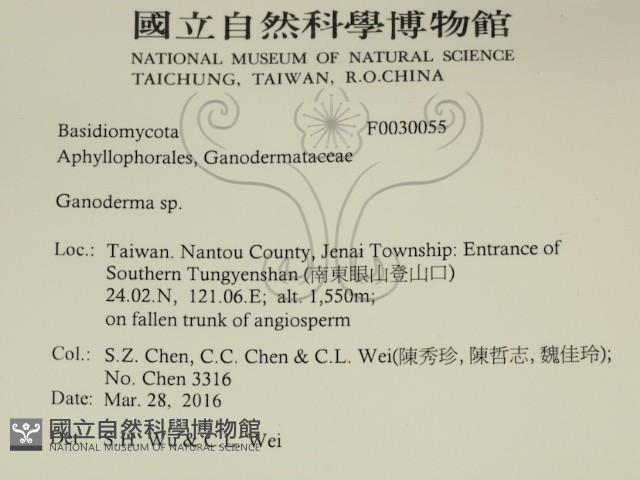 國立自然科學博物館
NATIONAL MUSEUM OF NATURAL SCIENCE
TAICHUNG, TAIWAN, R.O.CHINA
Basidiomycota F0030055
Aphyllophorales, Ganodermataceae
Ganoderma sp.
Loc.: Taiwan. Nantou County, Jenai Township: Entrance of
Southern Tungyenshan (南東眼山登山口)
24.02.N, 121.06.E; alt. 1,550m;
on fallen trunk of angiosperm
Col.: S.Z. Chen, C.C. Chen & C.L. Wei(陳秀珍, 陳哲志, 魏佳玲);
No. Chen 3316
Date: Mar. 28, 2016
Det.: S.H. Wu & C.L. Wei
國立自然科學博物館
NATIONAL MUSEUM OF NATURAL SCIENCE